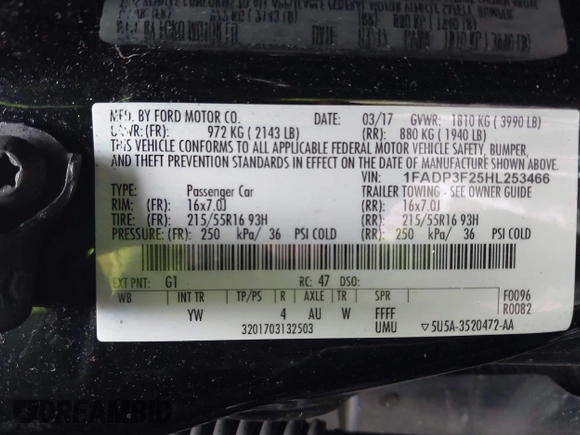 MFD. BY FORD MOTOR CO.
DATE: 03/17 GVWR: 1810 KG ( 3990 LB)
GAWR: (FR): 972 KG ( 2143 LB) (RR): 880 KG ( 1940 LB)
THIS VEHICLE CONFORMS TO ALL APPLICABLE FEDERAL MOTOR VEHICLE SAFETY, BUMPER,
AND THEFT PREVENTION STANDARDS IN EFFECT ON THE DATE OF MANUFACTURE SHOWN ABOVE.
VIN: 1FADP3F25HL253466
TYPE: Passenger Car TRAILER TOWING - SEE OWNER GUIDE
RIM: (FR) 16x7.0J (RR) 16x7.0J
TIRE: (FR) 215/55R16 93H (RR) 215/55R16 93H
PRESSURE: (FR) 250 kPa/ 36 PSI COLD (RR) 250 kPa/ 36 PSI COLD
EXT PNT: G1 RC: 47 DSO:
WB INT TR TP/PS R AXLE TR SPR F0096
YW 4 AU W FFFF R0082
3201703132503 UMU ▽5U5A-3520472-AA
DREAMBID